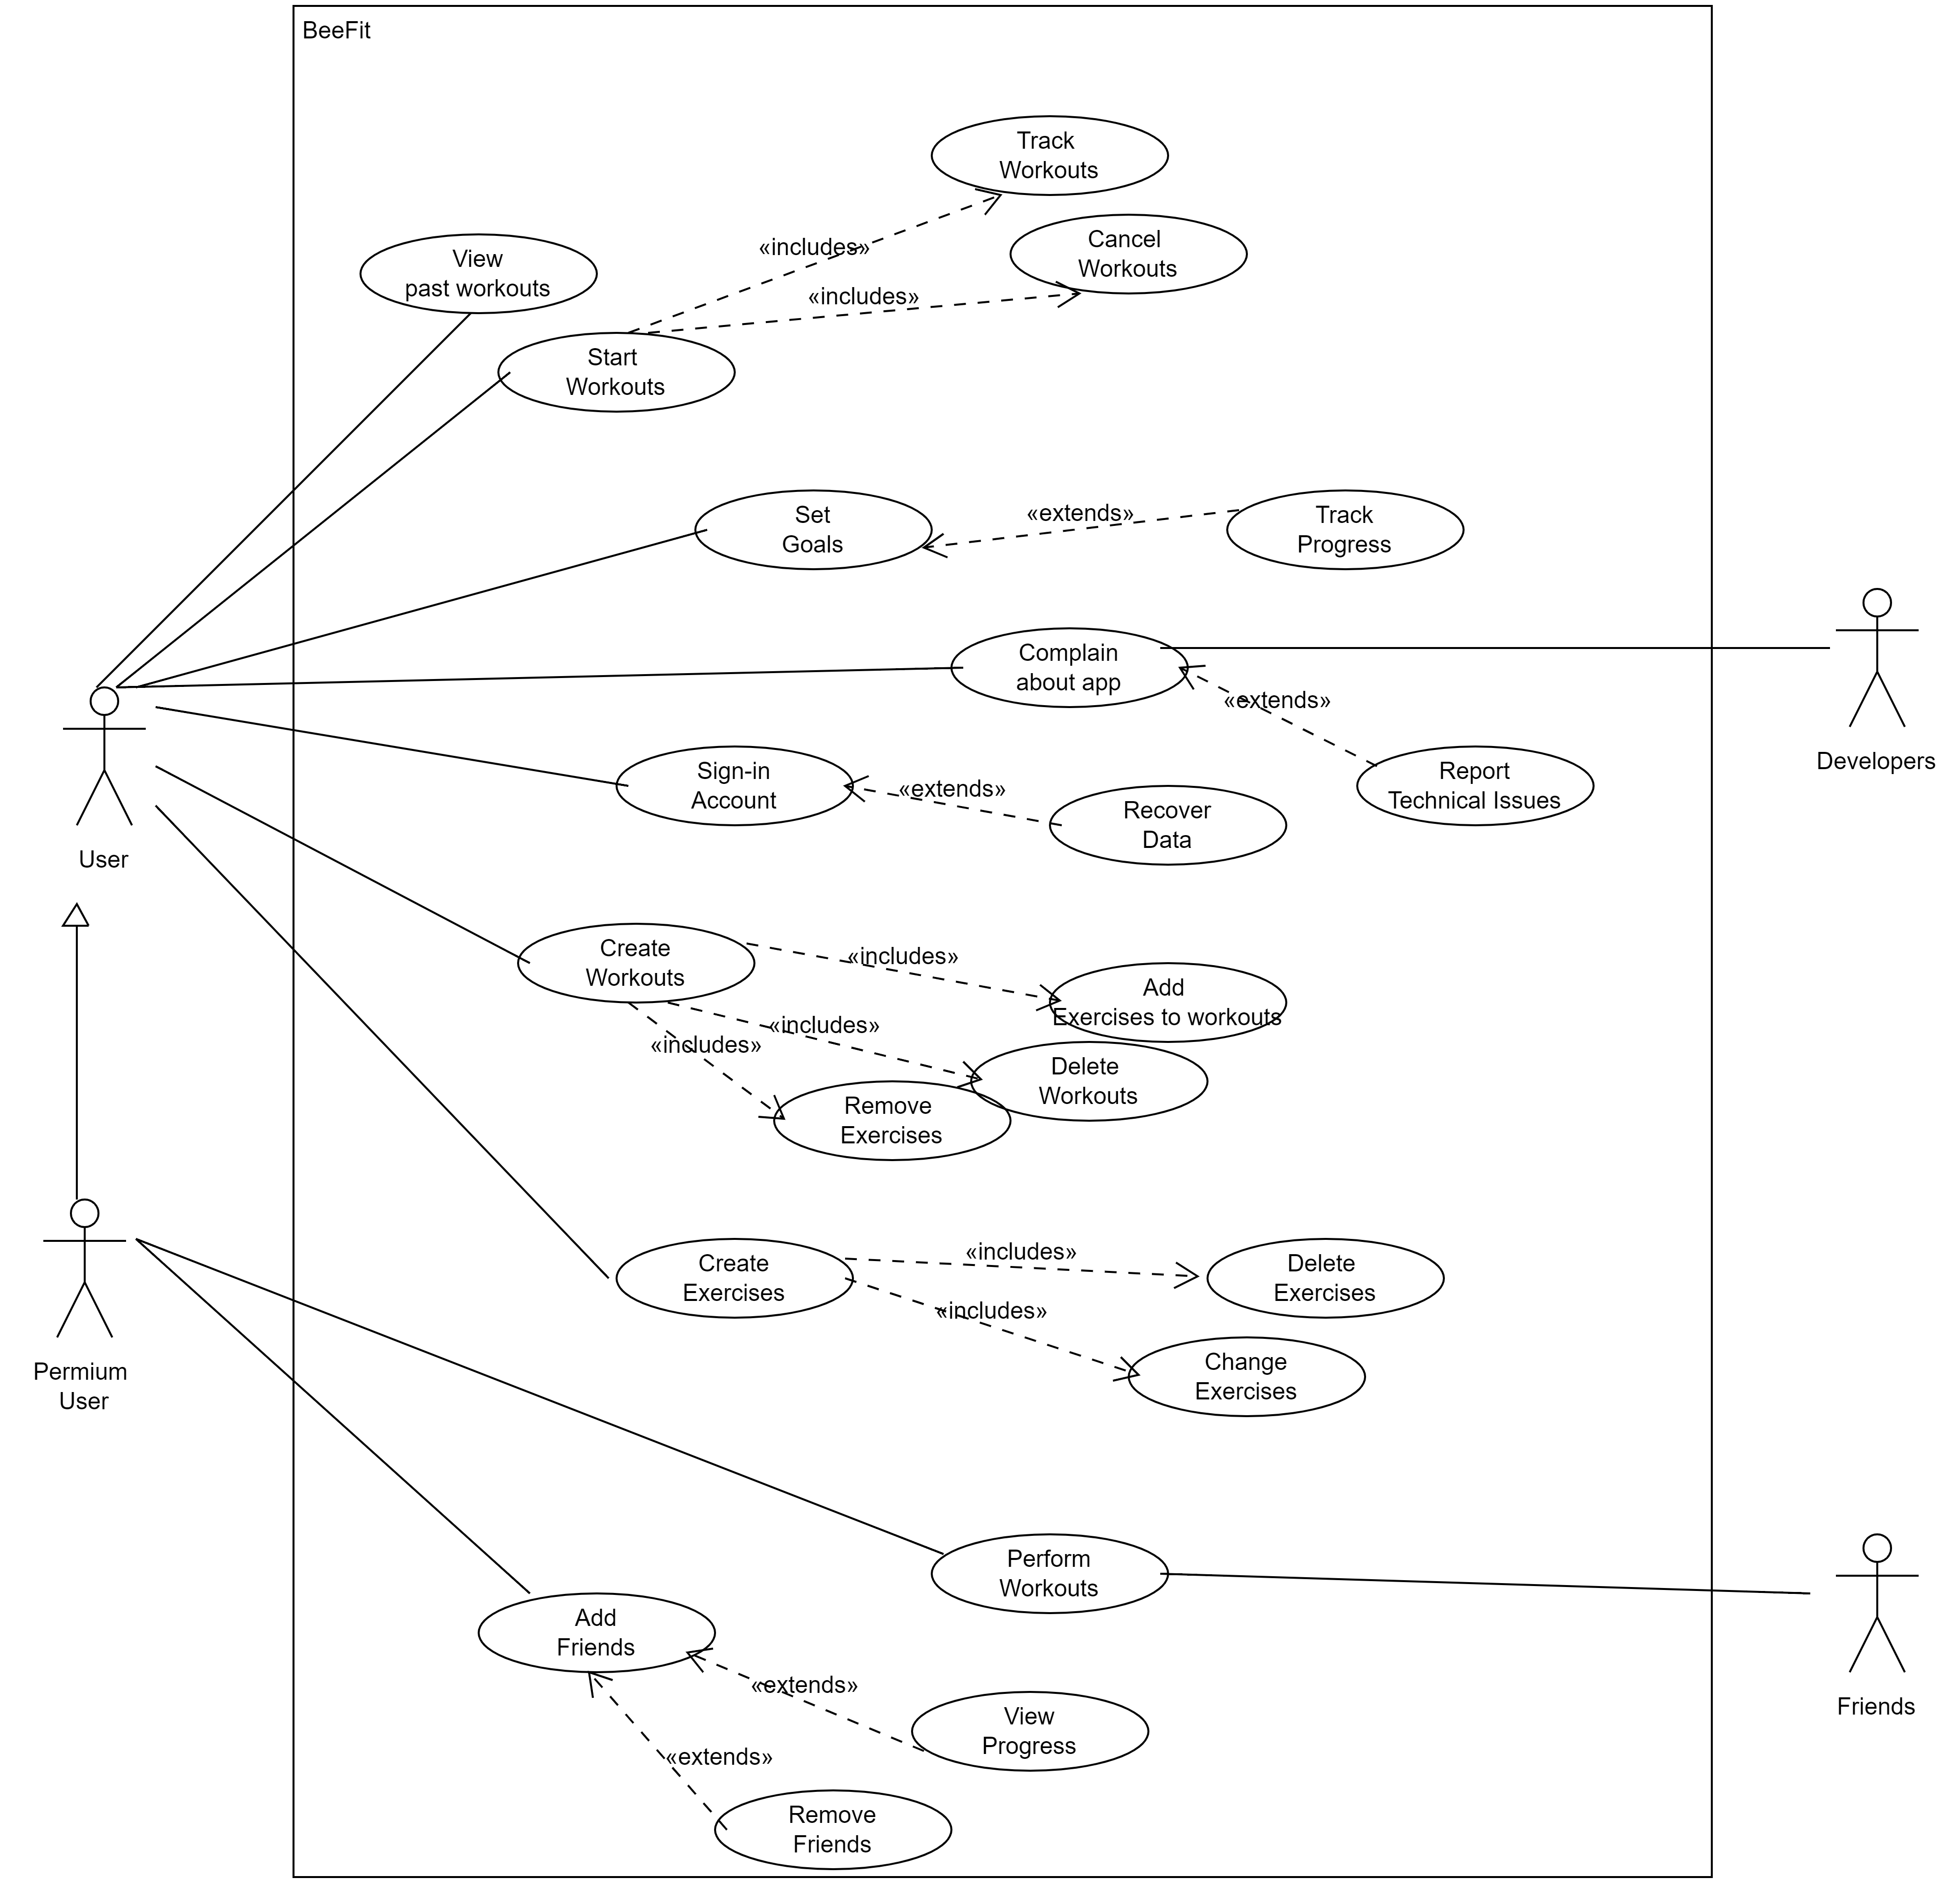 BeeFit
Track
Workouts
Cancel
Workouts
«includes»
View
past workouts
«includes»
Start
Workouts
Set
Goals
«extends»
Track
Progress
Complain
about app
«extends»
Developers
Sign-in
Account
«extends»
Recover
Data
Report
Technical Issues
User
Create
Workouts
«includes»
Add
Exercises to workouts
«includes»
«includes»
Delete
Workouts
Remove
Exercises
Create
Exercises
«includes»
Delete
Exercises
«includes»
Change
Exercises
Permium
User
Perform
Workouts
Add
Friends
«extends»
View
Progress
Friends
«extends»
Remove
Friends